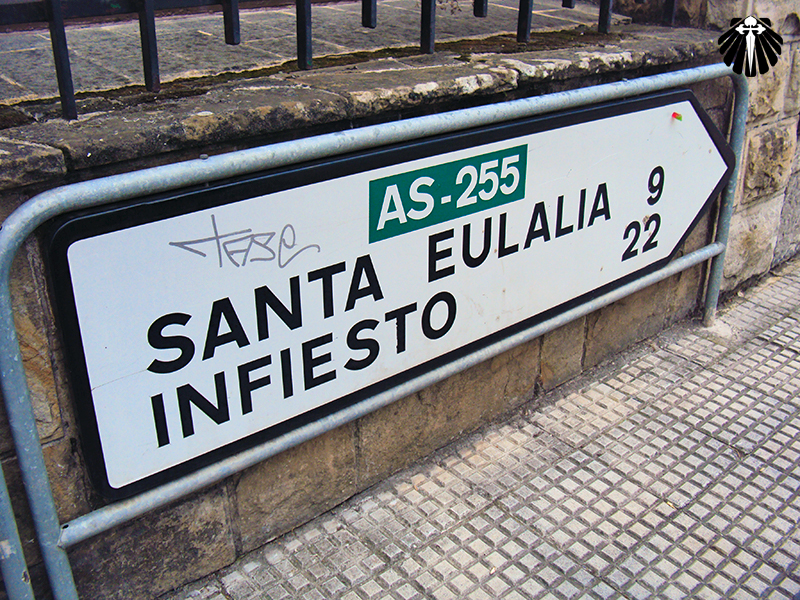 AS-255
SANTA EULALIA 9
INFIESTO 22